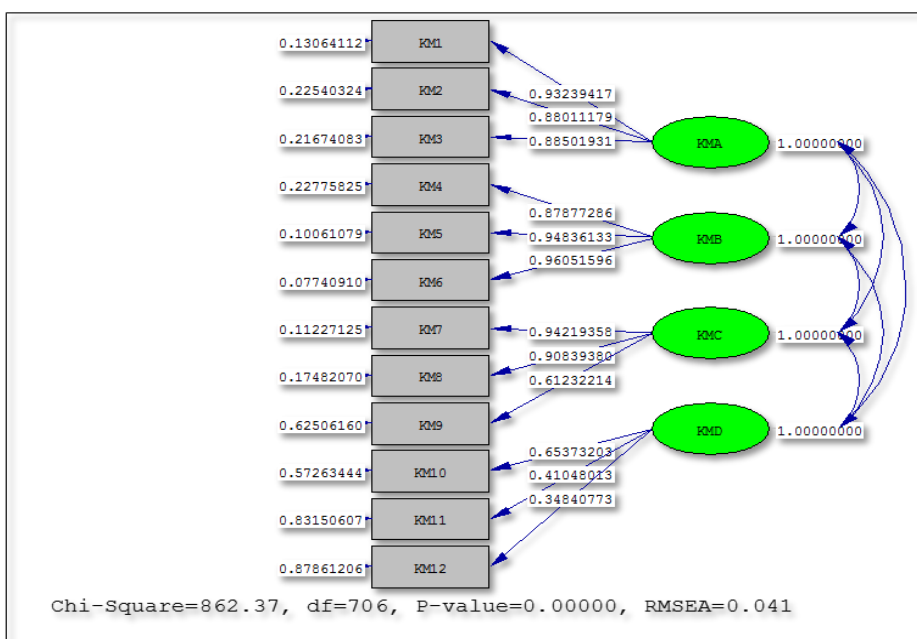 0.13064112 KM1
0.93239417
0.22540324 KM2
0.88011179
0.21674083 KM3 0.88501931 KMA 1.00000000
0.22775825 KM4
0.87877286
0.10061079 KM5 0.94836133 KMB 1.00000000
0.96051596
0.07740910 KM6
0.11227125 KM7 0.94219358 KMC 1.00000000
0.90839380
0.17482070 KM8
0.61232214
0.62506160 KM9
KMD 1.00000000
0.65373203
0.57263444 KM10
0.41048013
0.34840773
0.83150607 KM11
0.87861206 KM12
Chi-Square=862.37, df=706, P-value=0.00000, RMSEA=0.041